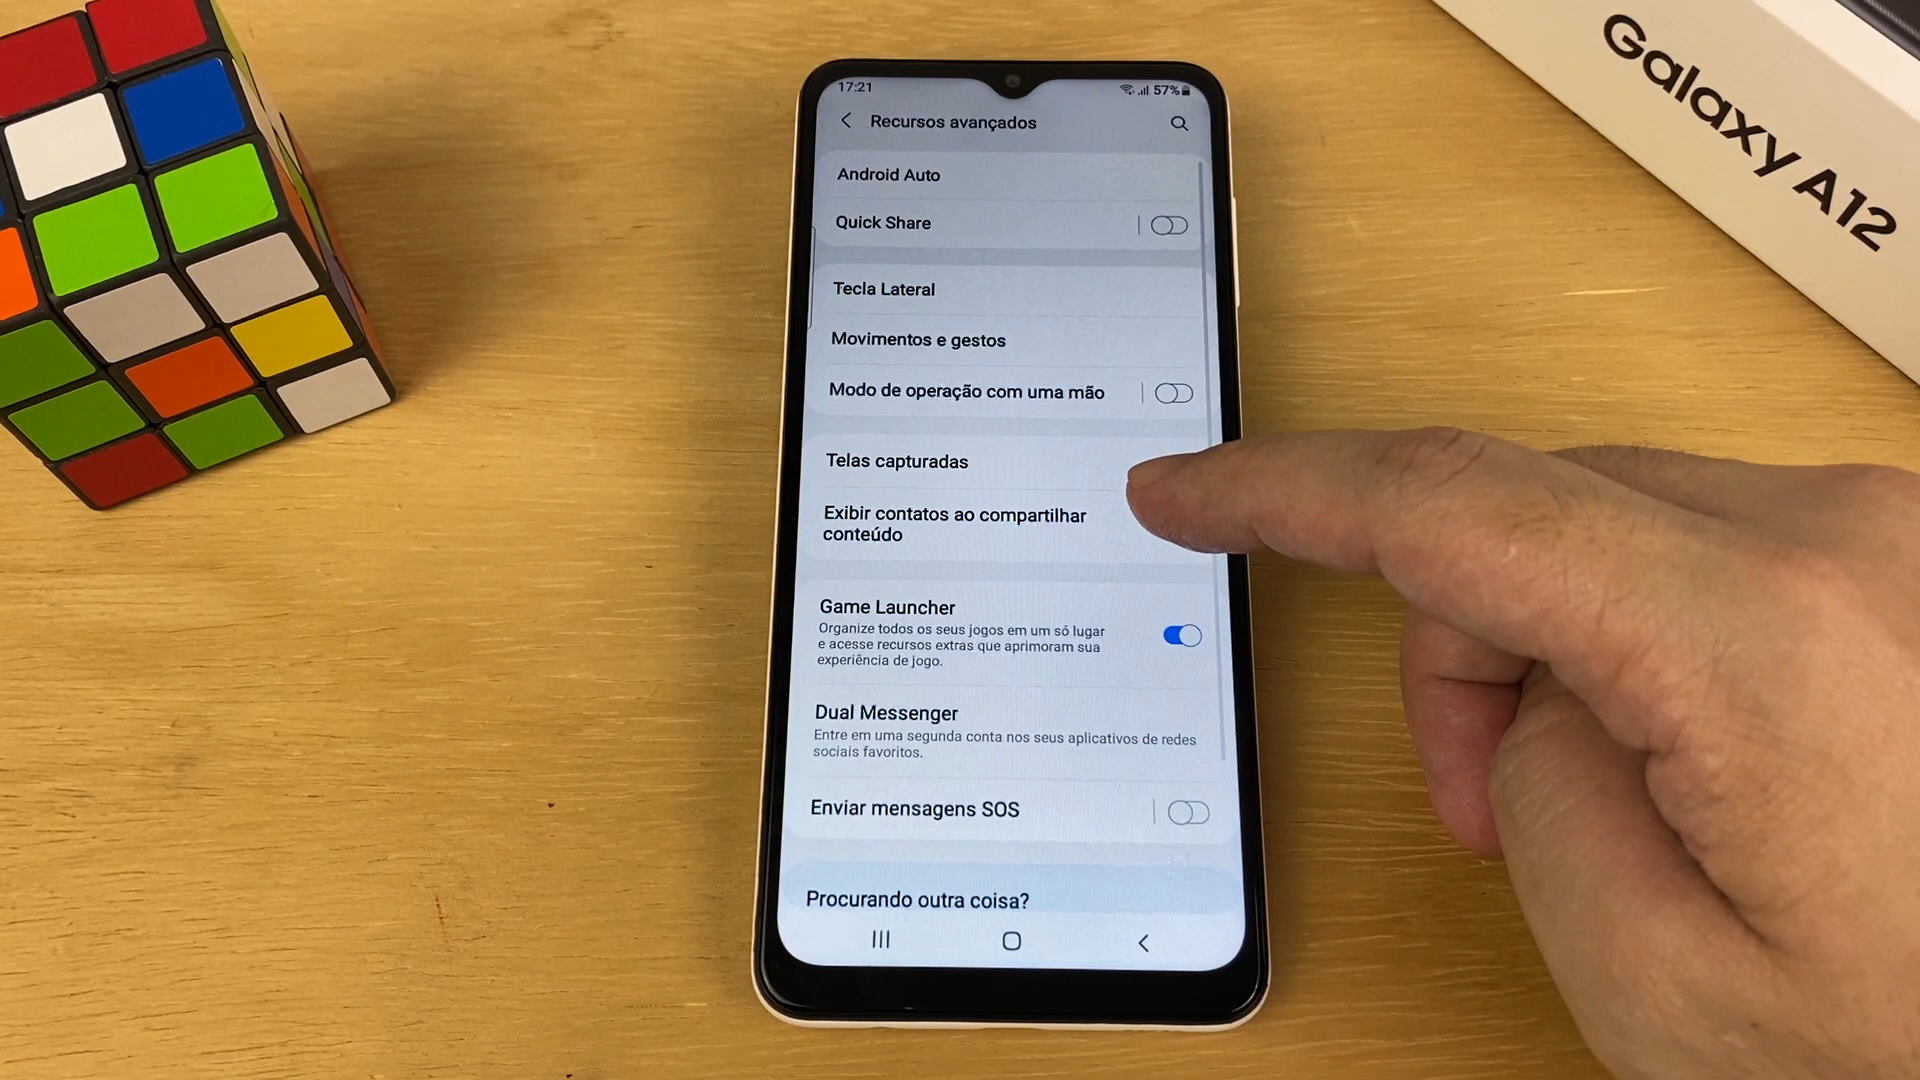 Galaxy A12
17:21
57%
Recursos avançados
Android Auto
Quick Share
Tecla Lateral
Movimentos e gestos
Modo de operação com uma mão
Telas capturadas
Exibir contatos ao compartilhar
conteúdo
Game Launcher
Organize todos os seus jogos em um só lugar
e acesse recursos extras que aprimoram sua
experiência de jogo.
Dual Messenger
Entre em uma segunda conta nos seus aplicativos de redes
sociais favoritos.
Enviar mensagens SOS
Procurando outra coisa?